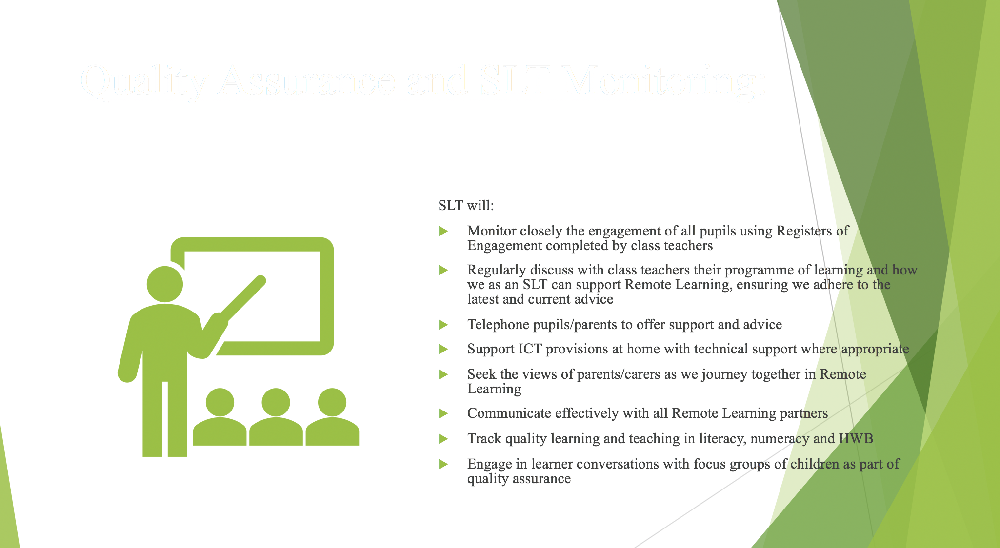 Quality Assurance and SLT Monitoring:
SLT will:
Monitor closely the engagement of all pupils using Registers of
Engagement completed by class teachers
Regularly discuss with class teachers their programme of learning and how
we as an SLT can support Remote Learning, ensuring we adhere to the
latest and current advice
Telephone pupils/parents to offer support and advice
Support ICT provisions at home with technical support where appropriate
Seek the views of parents/carers as we journey together in Remote
Learning
Communicate effectively with all Remote Learning partners
Track quality learning and teaching in literacy, numeracy and HWB
Engage in learner conversations with focus groups of children as part of
quality assurance